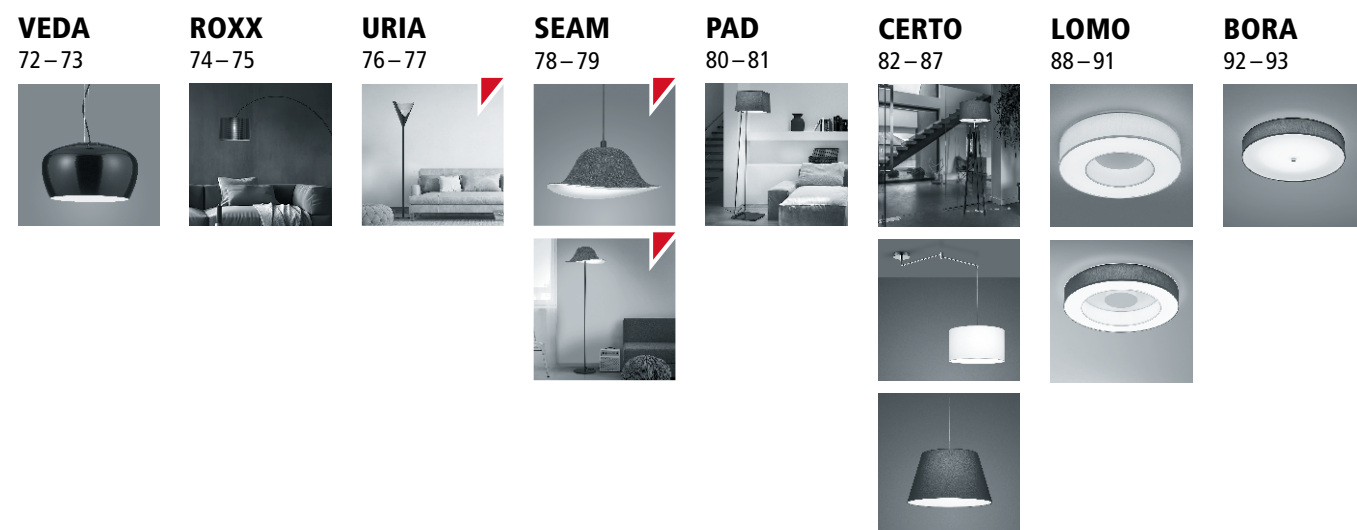 VEDA
72–73
ROXX
74–75
URIA
76–77
SEAM
78–79
PAD
80–81
CERTO
82–87
LOMO
88–91
BORA
92–93